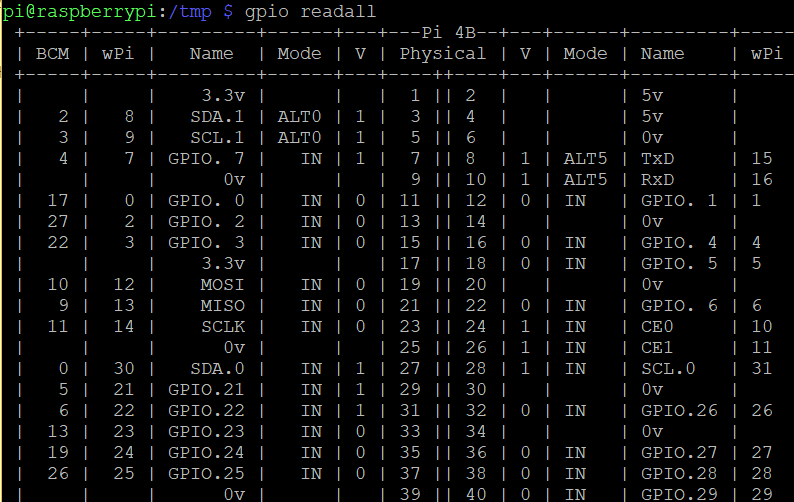 pi@raspberrypi:/tmp $ gpio readall
+-----+-----+---------+------+---+---Pi 4B--+---+------+---------+-----
| BCM | wPi |   Name  | Mode | V | Physical | V | Mode | Name    | wPi
+-----+-----+---------+------+---+----++----+---+------+---------+-----
|     |     |    3.3v |      |   |  1 || 2  |   |      | 5v      |
|   2 |   8 |   SDA.1 | ALT0 | 1 |  3 || 4  |   |      | 5v      |
|   3 |   9 |   SCL.1 | ALT0 | 1 |  5 || 6  |   |      | 0v      |
|   4 |   7 | GPIO. 7 |   IN | 1 |  7 || 8  | 1 | ALT5 | TxD     | 15
|     |     |      0v |      |   |  9 || 10 | 1 | ALT5 | RxD     | 16
|  17 |   0 | GPIO. 0 |   IN | 0 | 11 || 12 | 0 | IN   | GPIO. 1 | 1
|  27 |   2 | GPIO. 2 |   IN | 0 | 13 || 14 |   |      | 0v      |
|  22 |   3 | GPIO. 3 |   IN | 0 | 15 || 16 | 0 | IN   | GPIO. 4 | 4
|     |     |    3.3v |      |   | 17 || 18 | 0 | IN   | GPIO. 5 | 5
|  10 |  12 |    MOSI |   IN | 0 | 19 || 20 |   |      | 0v      |
|   9 |  13 |    MISO |   IN | 0 | 21 || 22 | 0 | IN   | GPIO. 6 | 6
|  11 |  14 |    SCLK |   IN | 0 | 23 || 24 | 1 | IN   | CE0     | 10
|     |     |      0v |      |   | 25 || 26 | 1 | IN   | CE1     | 11
|   0 |  30 |   SDA.0 |   IN | 1 | 27 || 28 | 1 | IN   | SCL.0   | 31
|   5 |  21 | GPIO.21 |   IN | 1 | 29 || 30 |   |      | 0v      |
|   6 |  22 | GPIO.22 |   IN | 1 | 31 || 32 | 0 | IN   | GPIO.26 | 26
|  13 |  23 | GPIO.23 |   IN | 0 | 33 || 34 |   |      | 0v      |
|  19 |  24 | GPIO.24 |   IN | 0 | 35 || 36 | 0 | IN   | GPIO.27 | 27
|  26 |  25 | GPIO.25 |   IN | 0 | 37 || 38 | 0 | IN   | GPIO.28 | 28
|     |     |      0v |      |   | 39 || 40 | 0 | IN   | GPIO.29 | 29